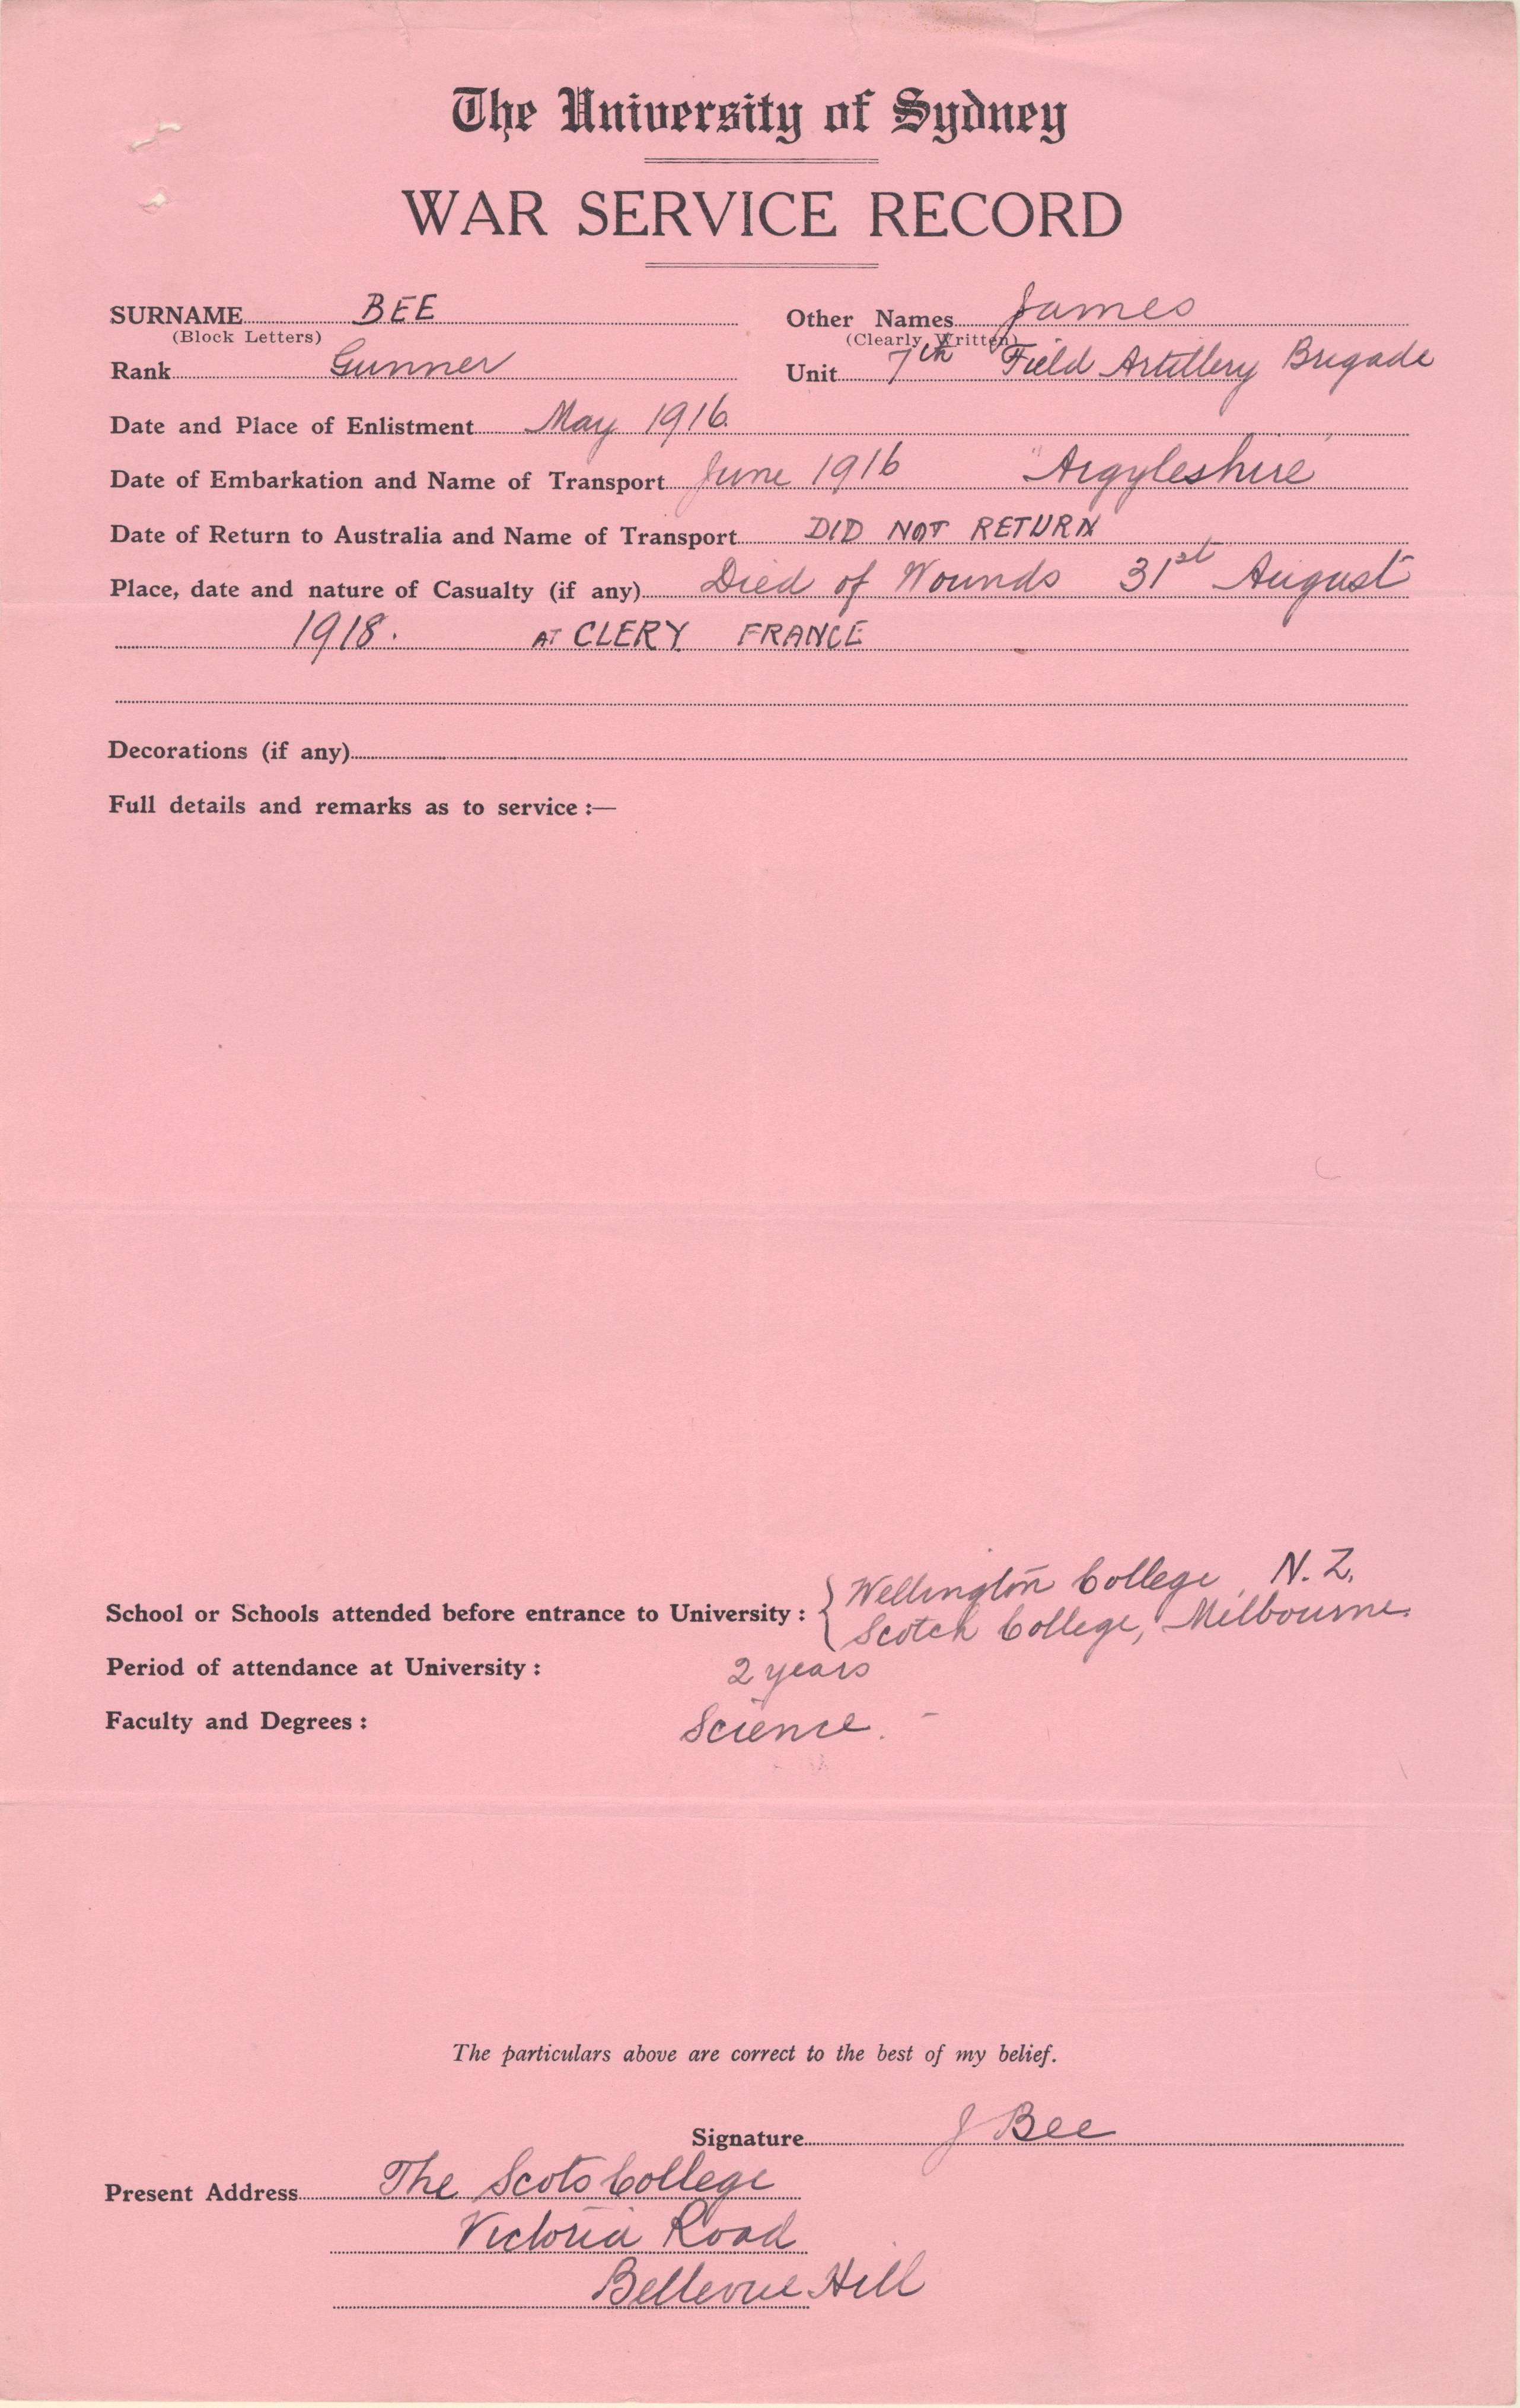 The University of Sydney
WAR SERVICE RECORD
SURNAME BEE Other Names James
(Block Letters) (Clearly Written)
Rank Gunner Unit 7th Field Artillery Brigade
Date and Place of Enlistment May 1916.
Date of Embarkation and Name of Transport June 1916 "Argyleshire"
Date of Return to Australia and Name of Transport DID NOT RETURN
Place, date and nature of Casualty (if any) Died of Wounds 31st August
1918. AT CLERY FRANCE
Decorations (if any)
Full details and remarks as to service :—
School or Schools attended before entrance to University : { Wellington College, N. Z.
Scotch College, Melbourne.
Period of attendance at University : 2 years
Faculty and Degrees : Science. -
The particulars above are correct to the best of my belief.
Signature J Bee
Present Address The Scots College
Victoria Road
Bellevue Hill